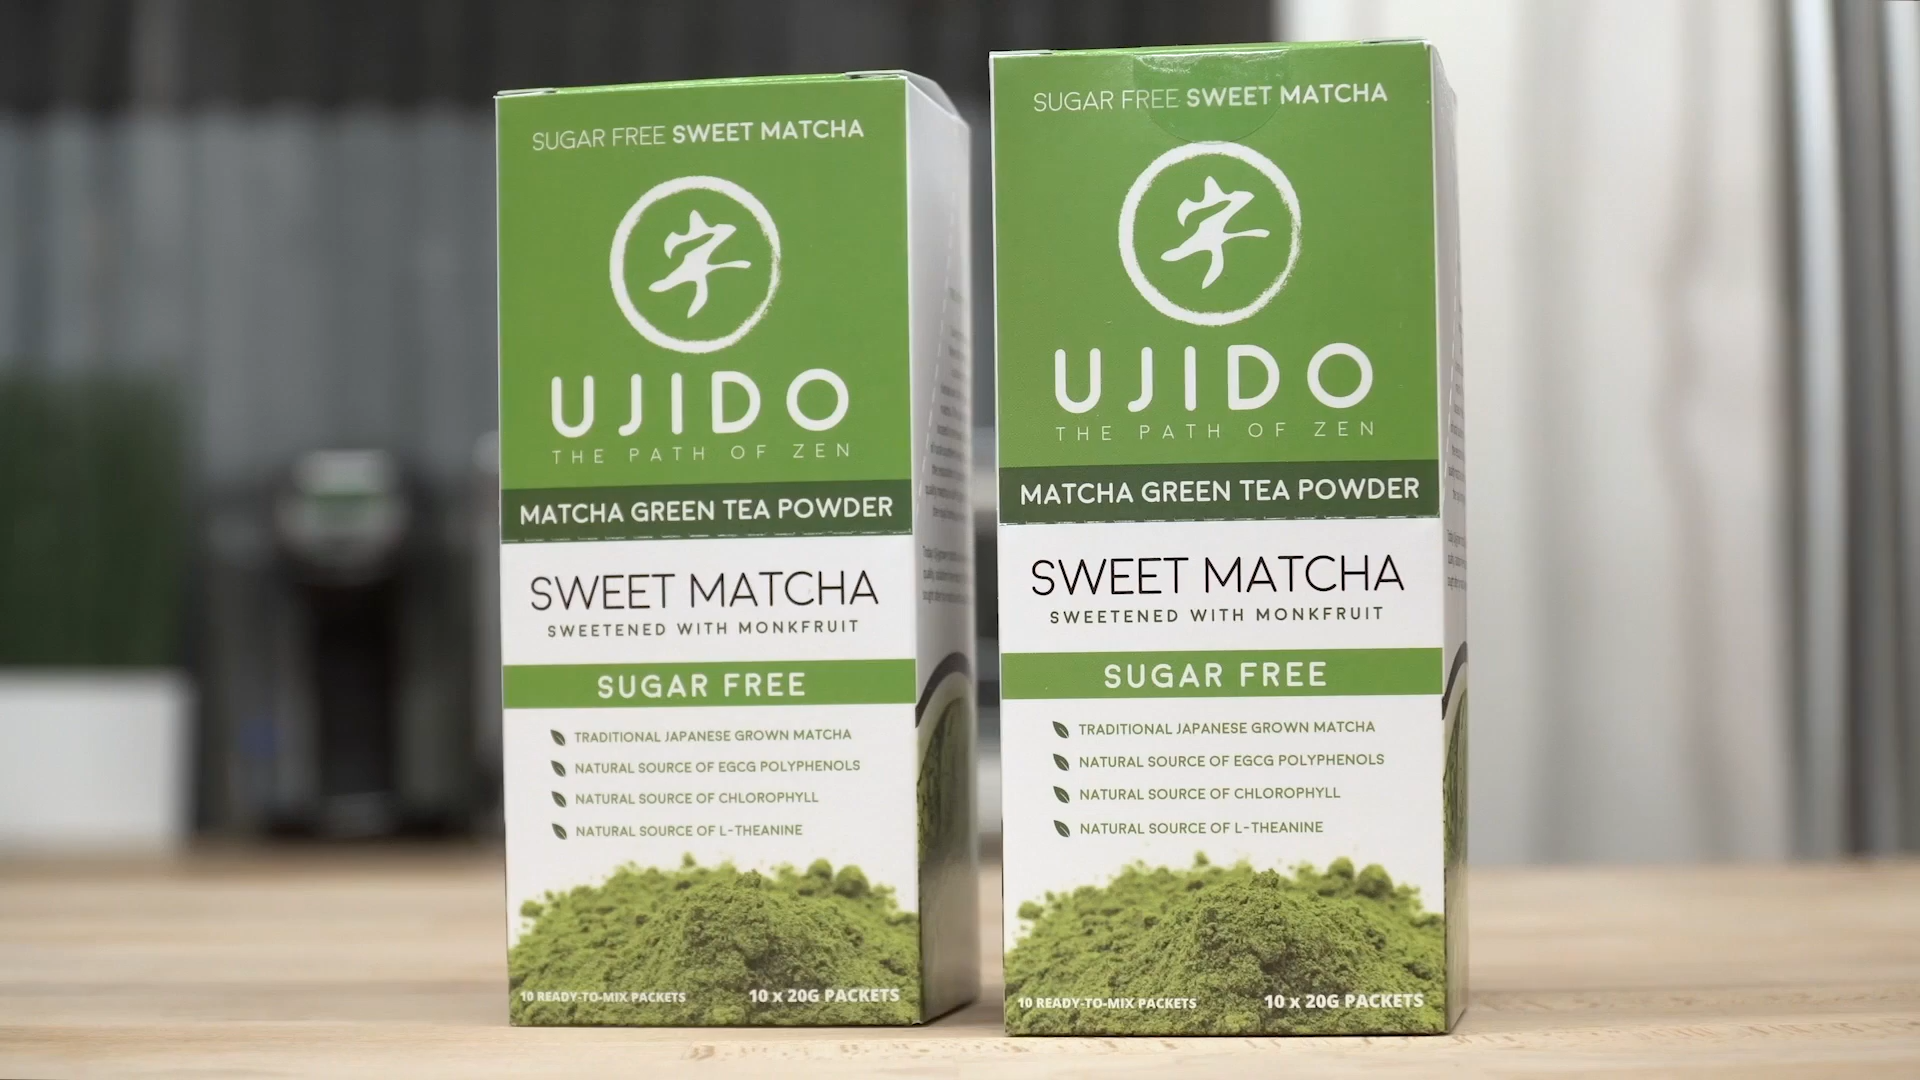 SUGAR FREE SWEET MATCHA
字
UJIDO
THE PATH OF ZEN
MATCHA GREEN TEA POWDER
SWEET MATCHA
SWEETENED WITH MONKFRUIT
SUGAR FREE
TRADITIONAL JAPANESE GROWN MATCHA
NATURAL SOURCE OF EGCG POLYPHENOLS
NATURAL SOURCE OF CHLOROPHYLL
NATURAL SOURCE OF L-THEANINE
10 READY-TO-MIX PACKETS
10 x 20G PACKETS
SUGAR FREE SWEET MATCHA
字
UJIDO
THE PATH OF ZEN
MATCHA GREEN TEA POWDER
SWEET MATCHA
SWEETENED WITH MONKFRUIT
SUGAR FREE
TRADITIONAL JAPANESE GROWN MATCHA
NATURAL SOURCE OF EGCG POLYPHENOLS
NATURAL SOURCE OF CHLOROPHYLL
NATURAL SOURCE OF L-THEANINE
10 READY-TO-MIX PACKETS
10 x 20G PACKETS